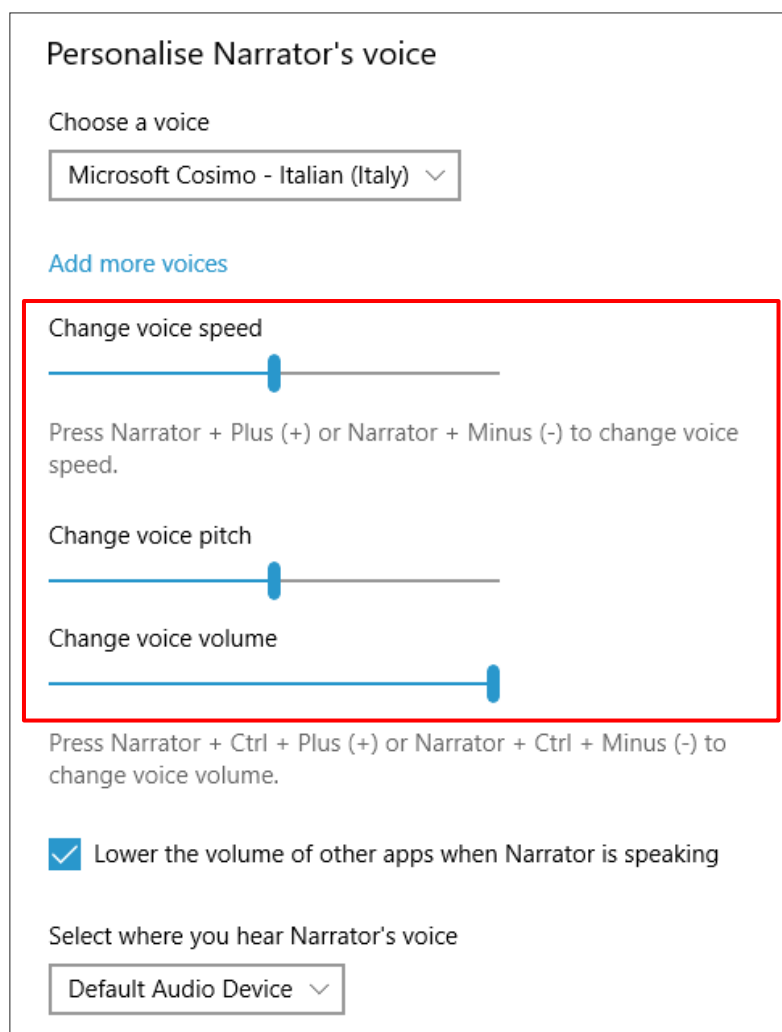 Personalise Narrator's voice
Choose a voice
Microsoft Cosimo - Italian (Italy)
Add more voices
Change voice speed
Press Narrator + Plus (+) or Narrator + Minus (-) to change voice
speed.
Change voice pitch
Change voice volume
Press Narrator + Ctrl + Plus (+) or Narrator + Ctrl + Minus (-) to
change voice volume.
Lower the volume of other apps when Narrator is speaking
Select where you hear Narrator's voice
Default Audio Device